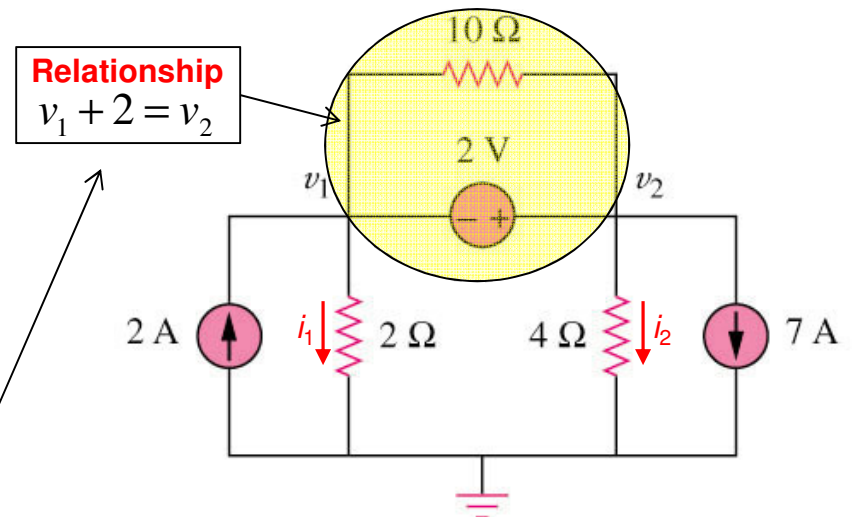 10 Ω
Relationship
v₁ + 2 = v₂
2 V
v₁
v₂
− +
2 A
i₁
2 Ω
4 Ω
i₂
7 A